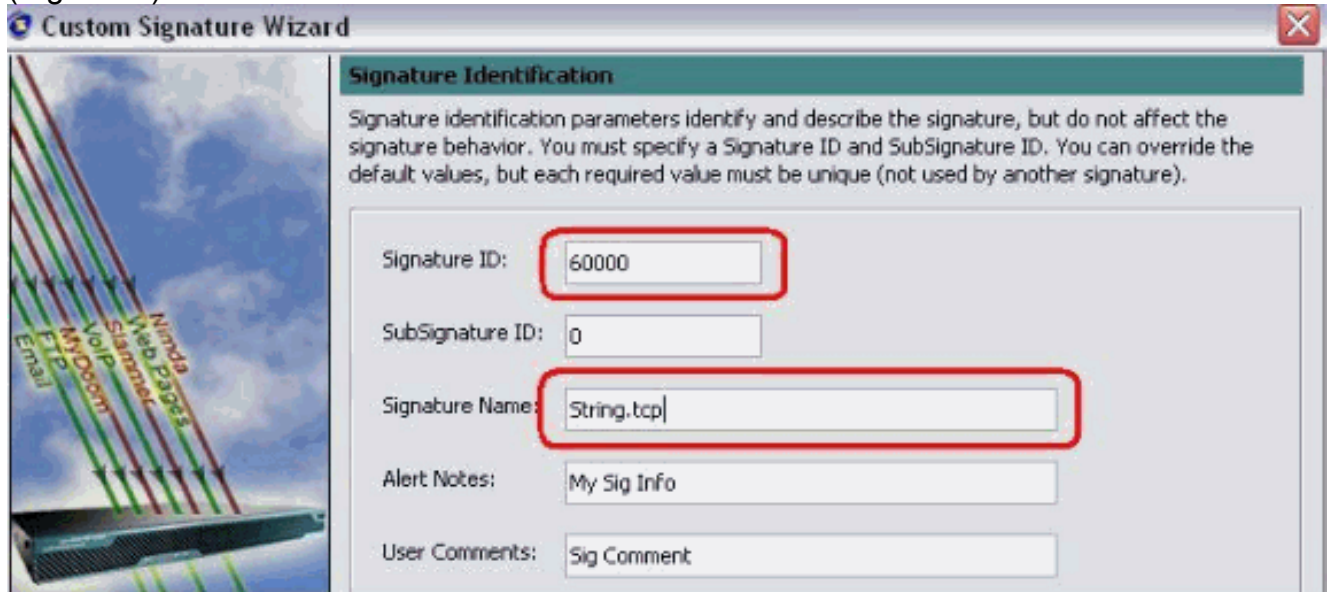 Custom Signature Wizard
Signature Identification
Signature identification parameters identify and describe the signature, but do not affect the
signature behavior. You must specify a Signature ID and SubSignature ID. You can override the
default values, but each required value must be unique (not used by another signature).
Signature ID: 60000
SubSignature ID: 0
Signature Name: String.tcp
Alert Notes: My Sig Info
User Comments: Sig Comment
Nimda
Web Pages
Slammer
VoIP
MyDoom
FTP
Email